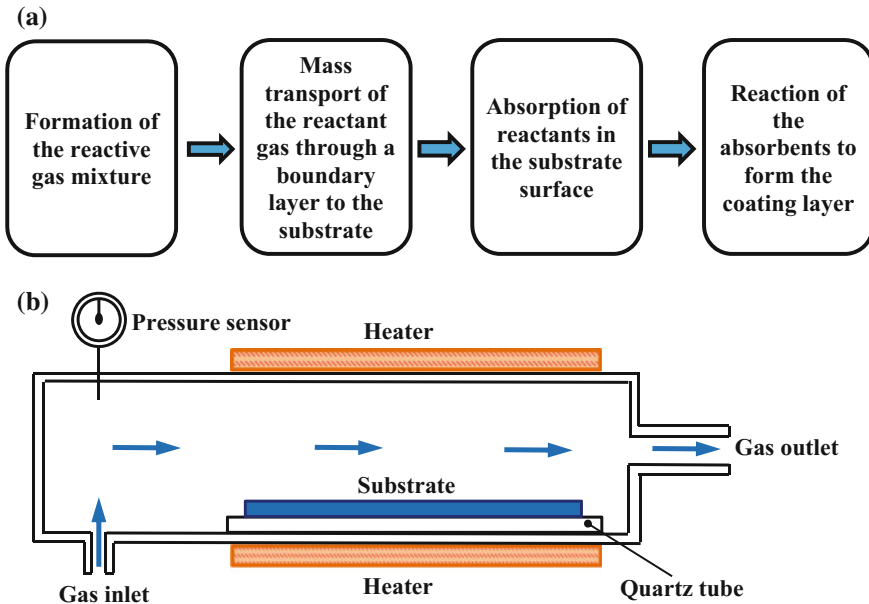 (a)
Formation of
the reactive
gas mixture
Mass
transport of
the reactant
gas through a
boundary
layer to the
substrate
Absorption of
reactants in
the substrate
surface
Reaction of
the
absorbents to
form the
coating layer
(b)
Pressure sensor
Heater
Gas outlet
Substrate
Gas inlet
Heater
Quartz tube